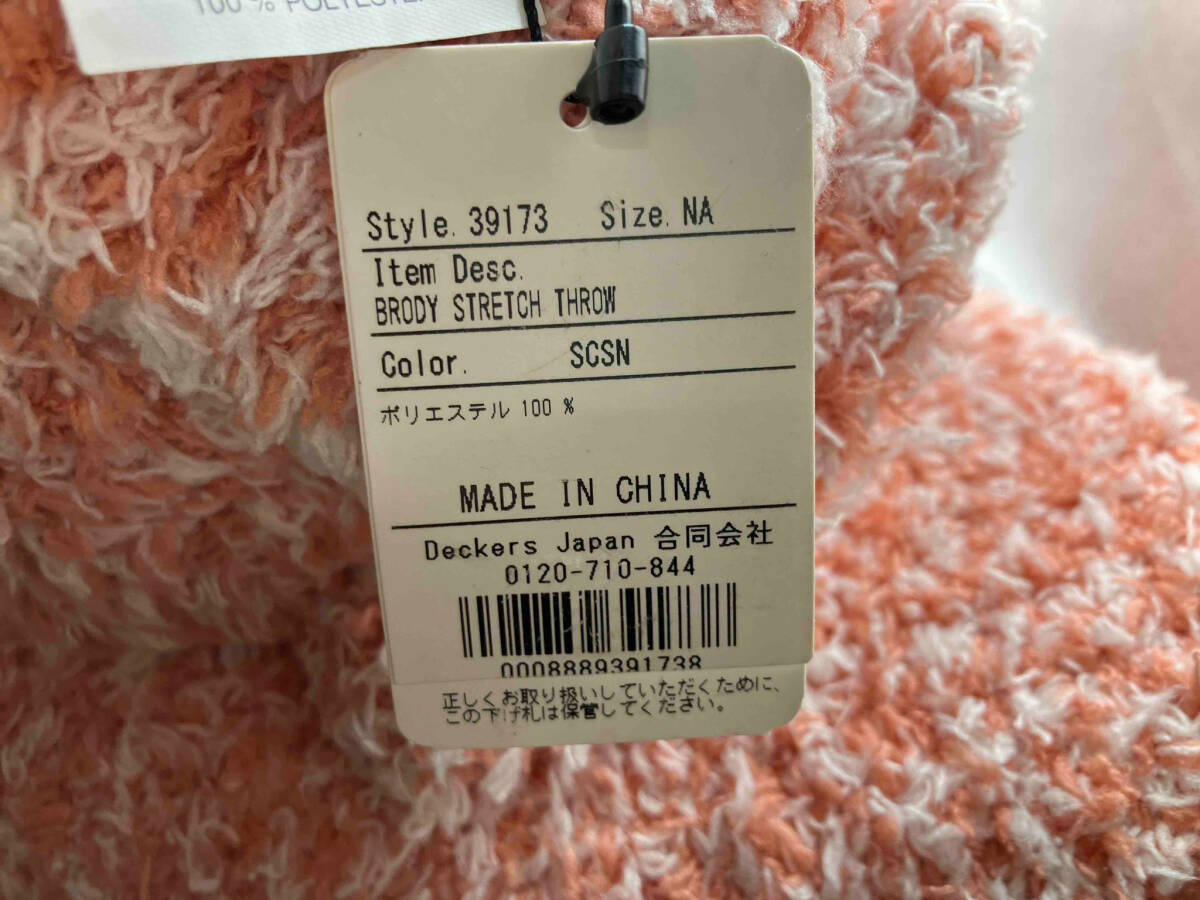 100 % POLYESTER
Style. 39173 Size. NA
Item Desc.
BRODY STRETCH THROW
Color. SCSN
ポリエステル 100 %
MADE IN CHINA
Deckers Japan 合同会社
0120-710-844
0008889391738
正しくお取り扱いしていただくために、
この下げ札は保管してください。